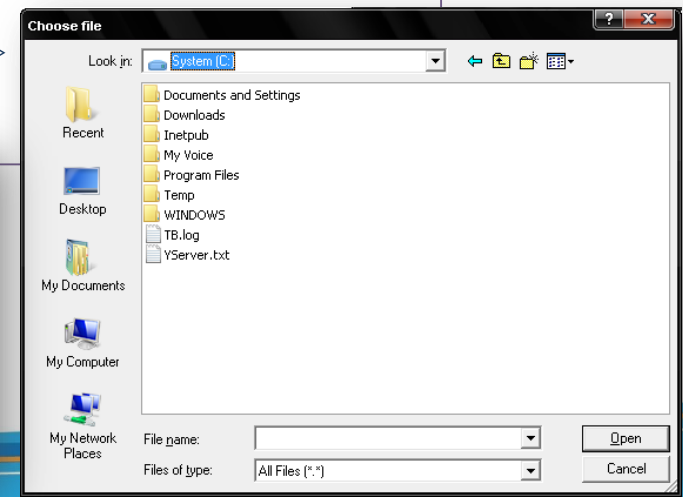 Choose file
?
X
Look in:
System (C:)
Documents and Settings
Downloads
Inetpub
My Voice
Program Files
Temp
WINDOWS
TB.log
YServer.txt
Recent
Desktop
My Documents
My Computer
My Network
Places
File name:
Open
Files of type:
All Files (*.*)
Cancel